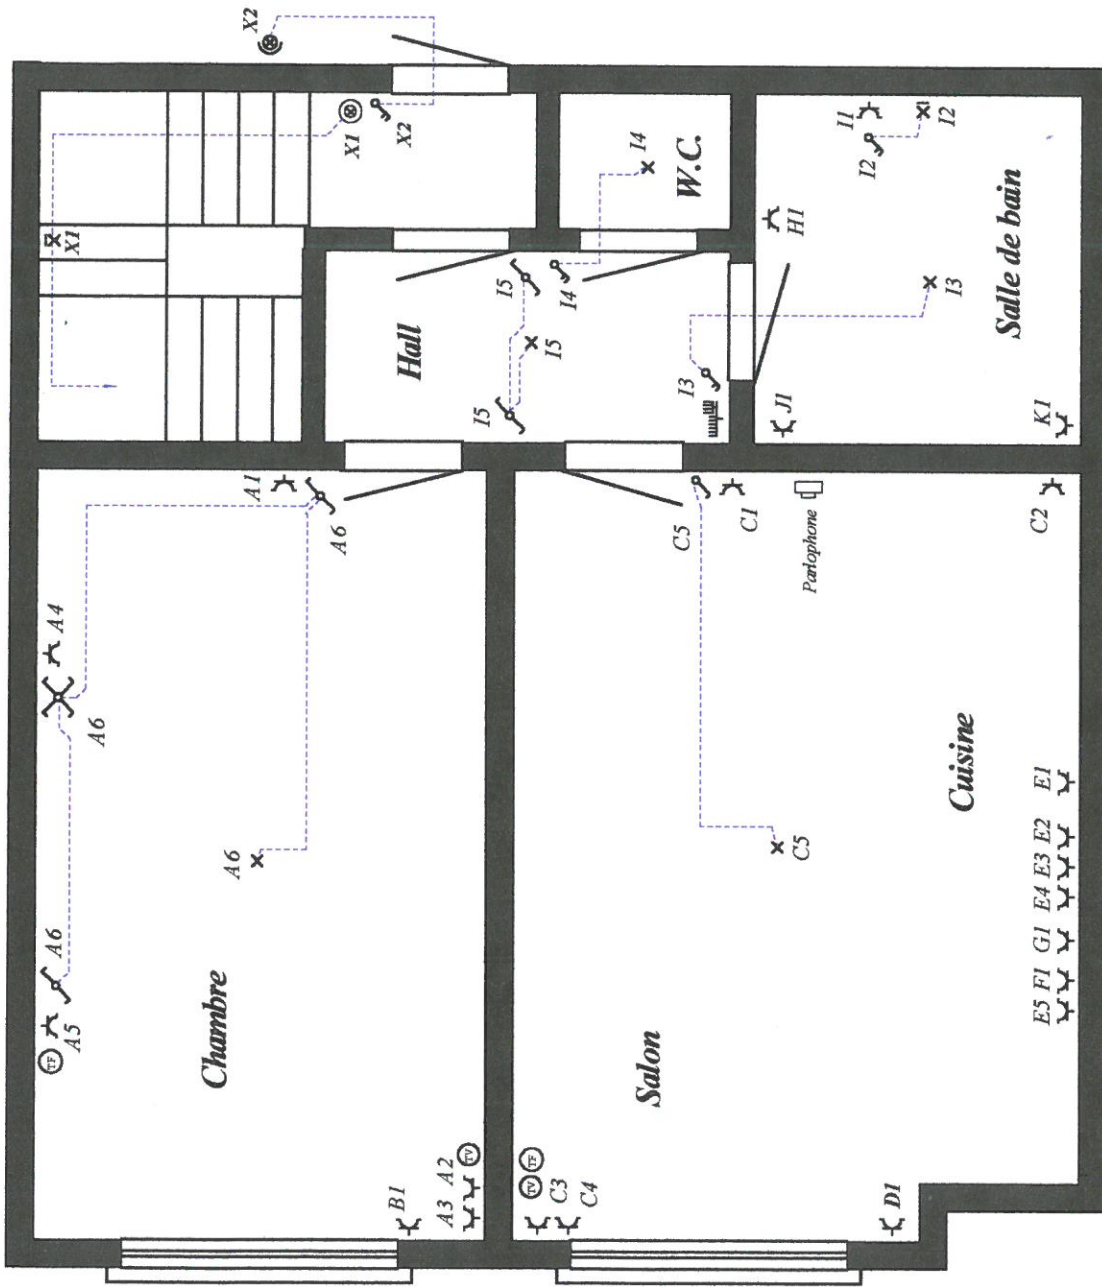 X2
X1
X2
X1
I4
W.C.
I1
I2
I2
H1
I3
Salle de bain
J1
K1
Hall
I5
I4
I5
I5
I3
A1
A6
A4
A6
A6
A6
A5
TF
Chambre
A3 A2
TV
B1
C5
C1
Parlophone
C2
C5
Cuisine
Salon
E5 F1 G1 E4 E3 E2 E1
TV TF
C3
C4
D1